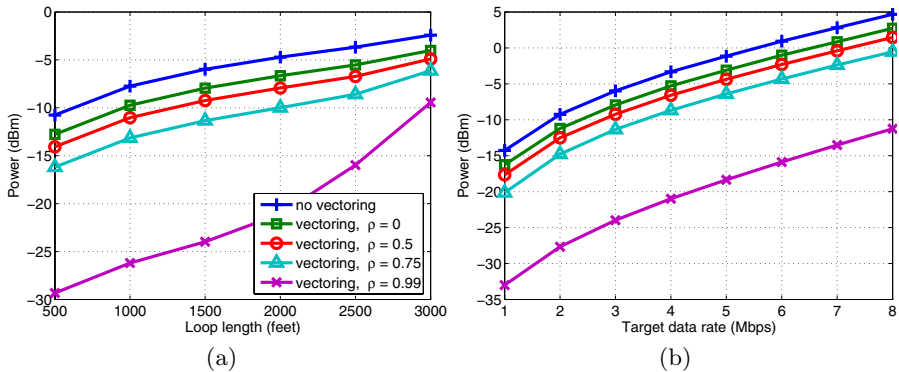 5
0
−5
−10
−15
−20
−25
−30
Power (dBm)
500 1000 1500 2000 2500 3000
Loop length (feet)
no vectoring
vectoring, ρ = 0
vectoring, ρ = 0.5
vectoring, ρ = 0.75
vectoring, ρ = 0.99
(a)
5
0
−5
−10
−15
−20
−25
−30
−35
Power (dBm)
1 2 3 4 5 6 7 8
Target data rate (Mbps)
(b)